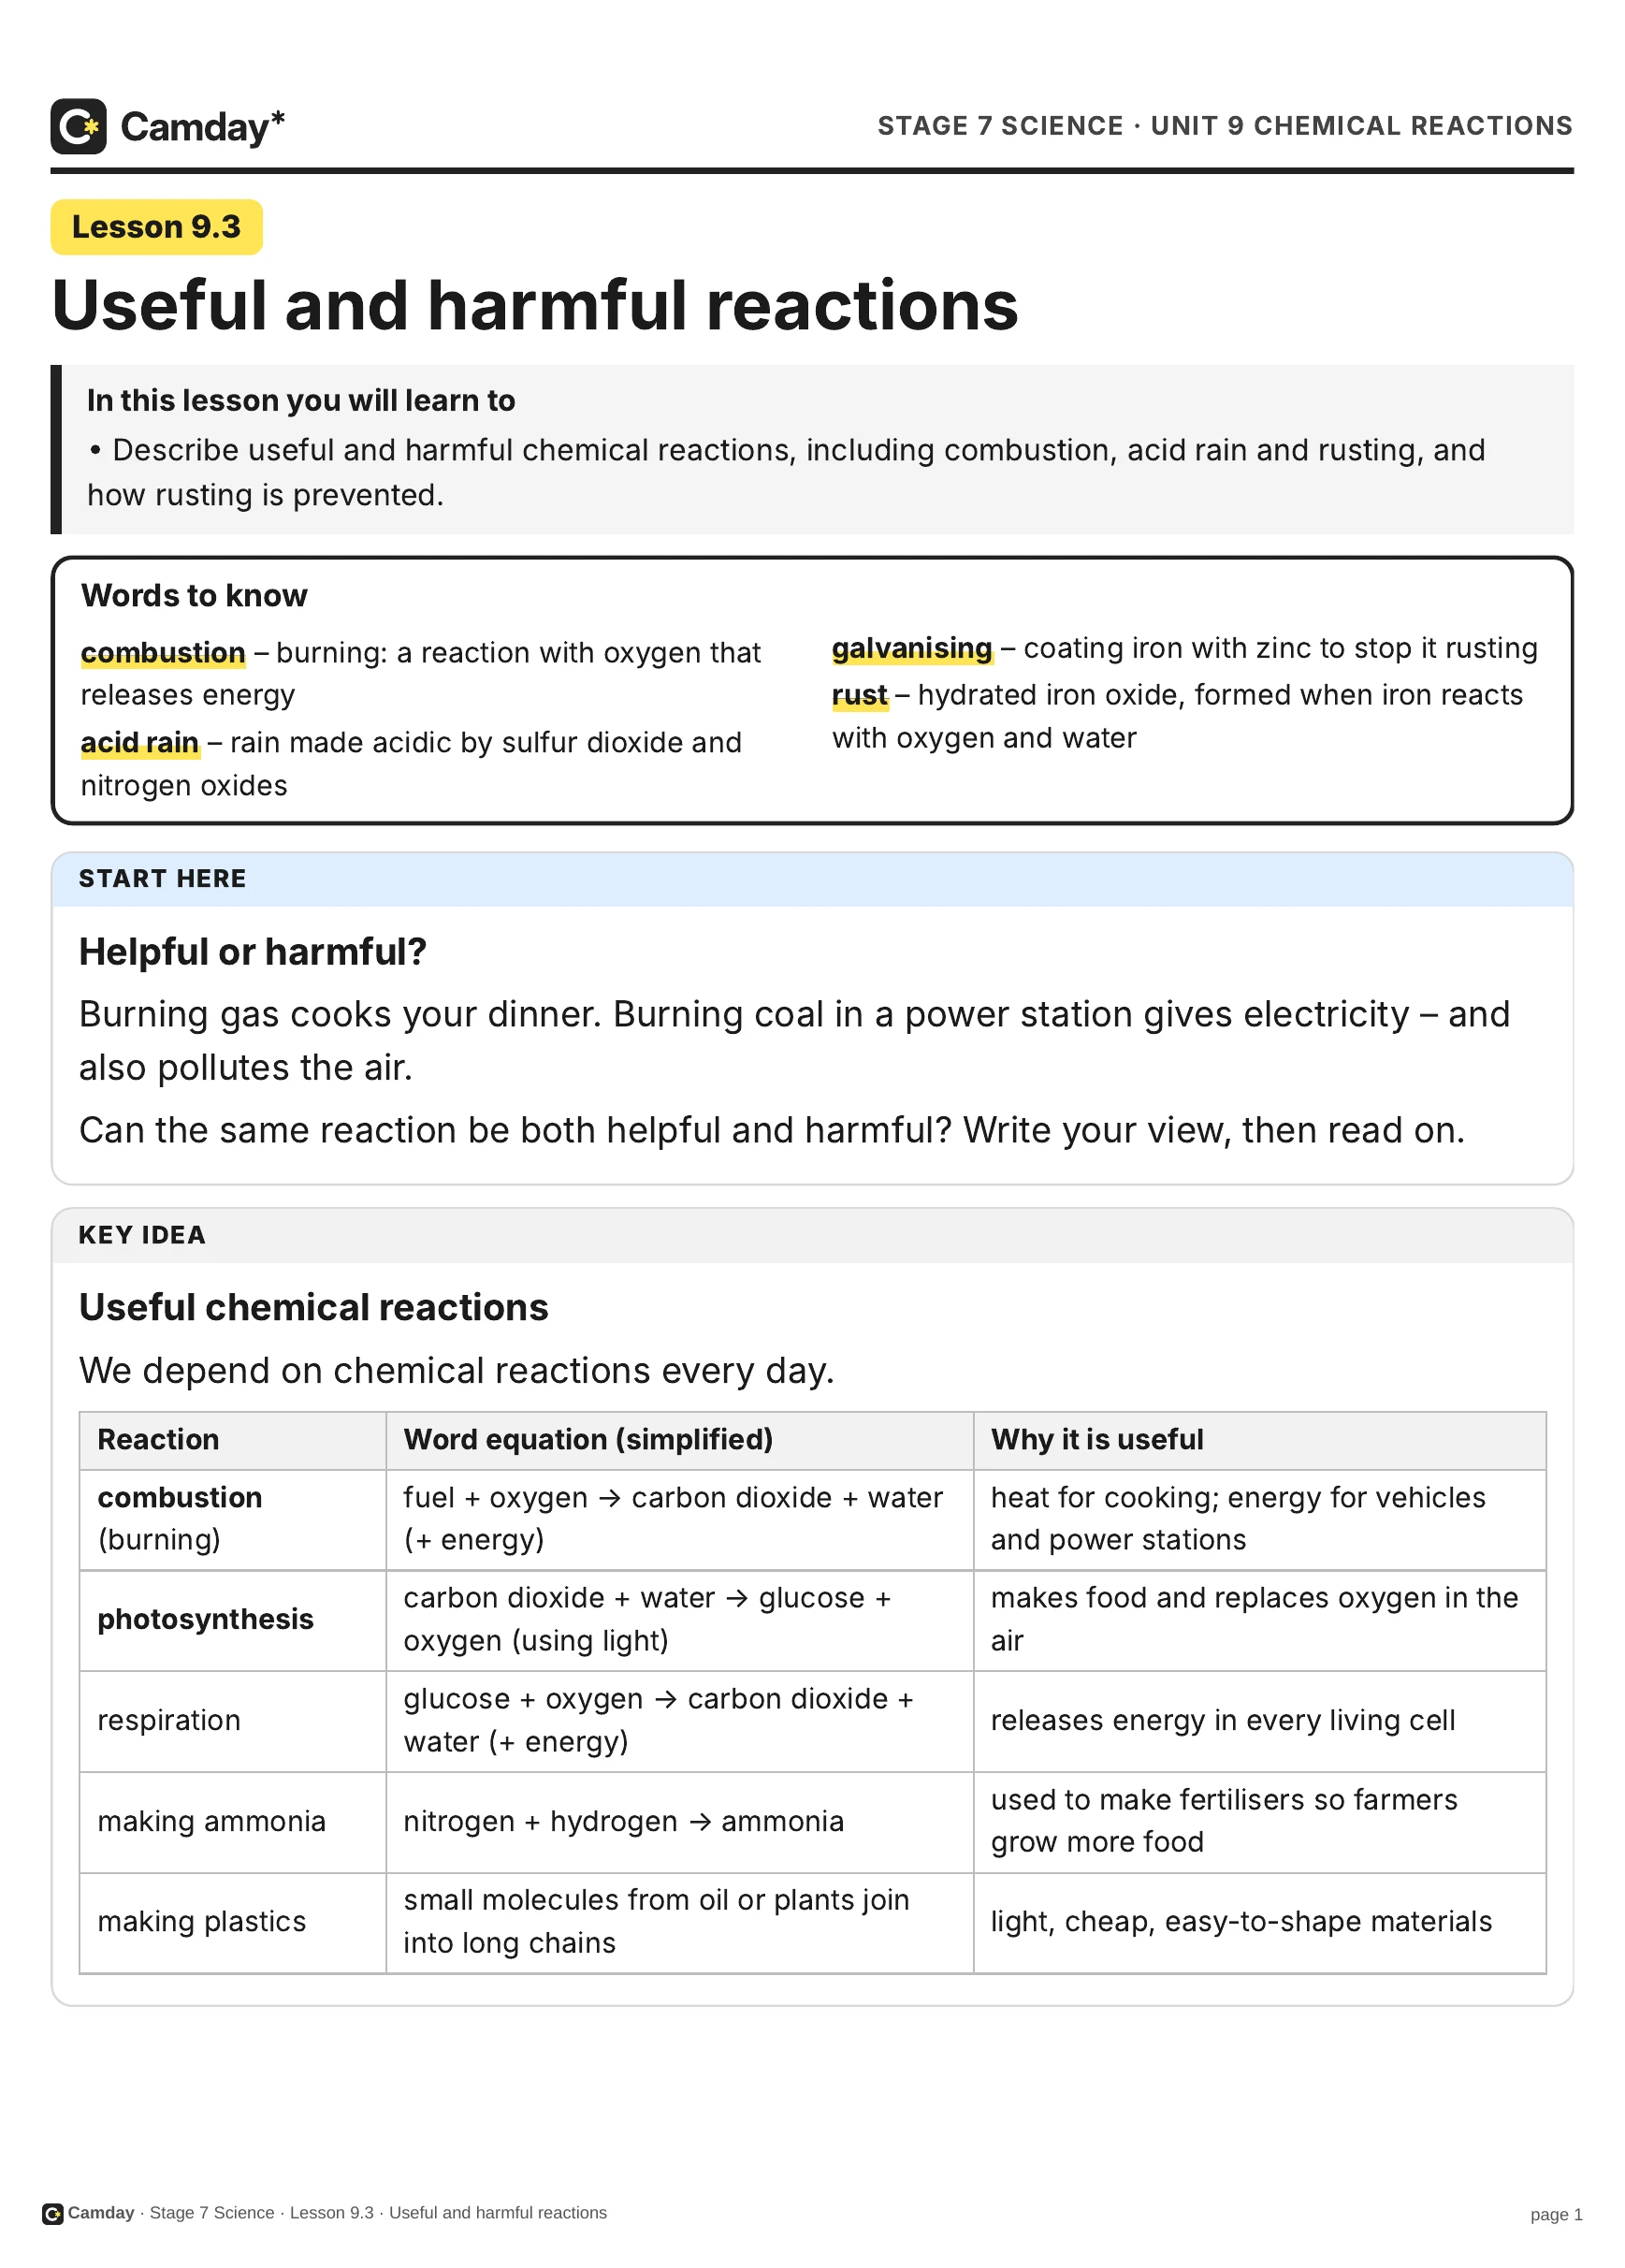 Camday*
STAGE 7 SCIENCE · UNIT 9 CHEMICAL REACTIONS
Lesson 9.3
Useful and harmful reactions
In this lesson you will learn to
• Describe useful and harmful chemical reactions, including combustion, acid rain and rusting, and
how rusting is prevented.
Words to know
combustion – burning: a reaction with oxygen that
releases energy
acid rain – rain made acidic by sulfur dioxide and
nitrogen oxides
galvanising – coating iron with zinc to stop it rusting
rust – hydrated iron oxide, formed when iron reacts
with oxygen and water
START HERE
Helpful or harmful?
Burning gas cooks your dinner. Burning coal in a power station gives electricity – and
also pollutes the air.
Can the same reaction be both helpful and harmful? Write your view, then read on.
KEY IDEA
Useful chemical reactions
We depend on chemical reactions every day.
Reaction
Word equation (simplified)
Why it is useful
combustion
(burning)
fuel + oxygen → carbon dioxide + water
(+ energy)
heat for cooking; energy for vehicles
and power stations
photosynthesis
carbon dioxide + water → glucose +
oxygen (using light)
makes food and replaces oxygen in the
air
respiration
glucose + oxygen → carbon dioxide +
water (+ energy)
releases energy in every living cell
making ammonia
nitrogen + hydrogen → ammonia
used to make fertilisers so farmers
grow more food
making plastics
small molecules from oil or plants join
into long chains
light, cheap, easy-to-shape materials
Camday · Stage 7 Science · Lesson 9.3 · Useful and harmful reactions
page 1